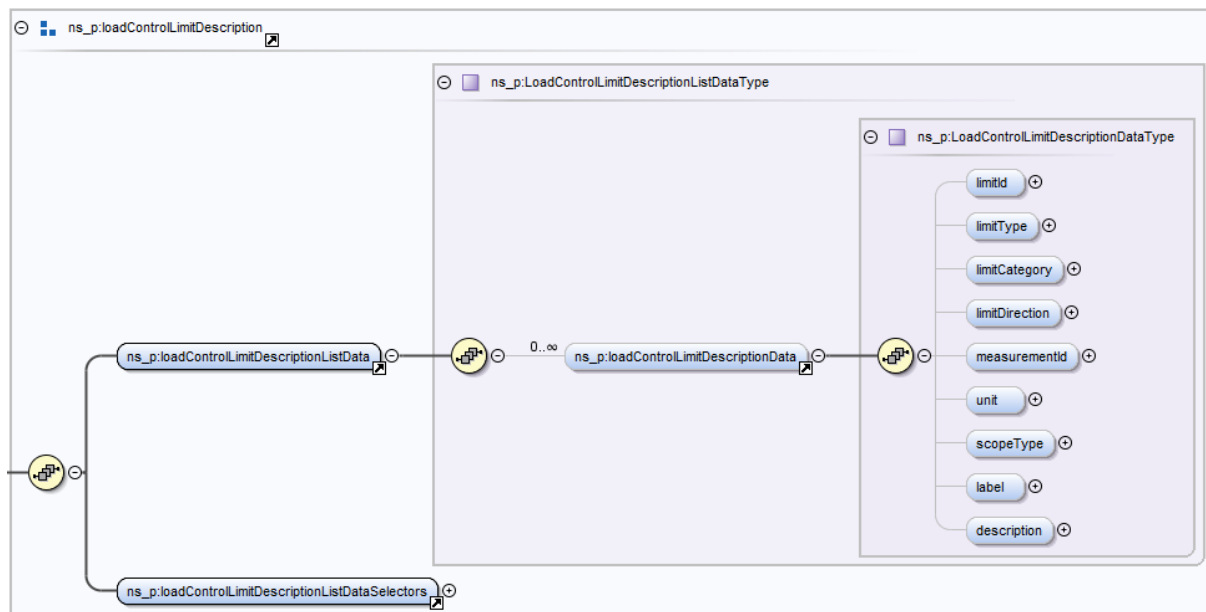 ns_p:loadControlLimitDescription
ns_p:LoadControlLimitDescriptionListDataType
ns_p:LoadControlLimitDescriptionDataType
limitId
limitType
limitCategory
limitDirection
ns_p:loadControlLimitDescriptionListData
0..∞
ns_p:loadControlLimitDescriptionData
measurementId
unit
scopeType
label
description
ns_p:loadControlLimitDescriptionListDataSelectors